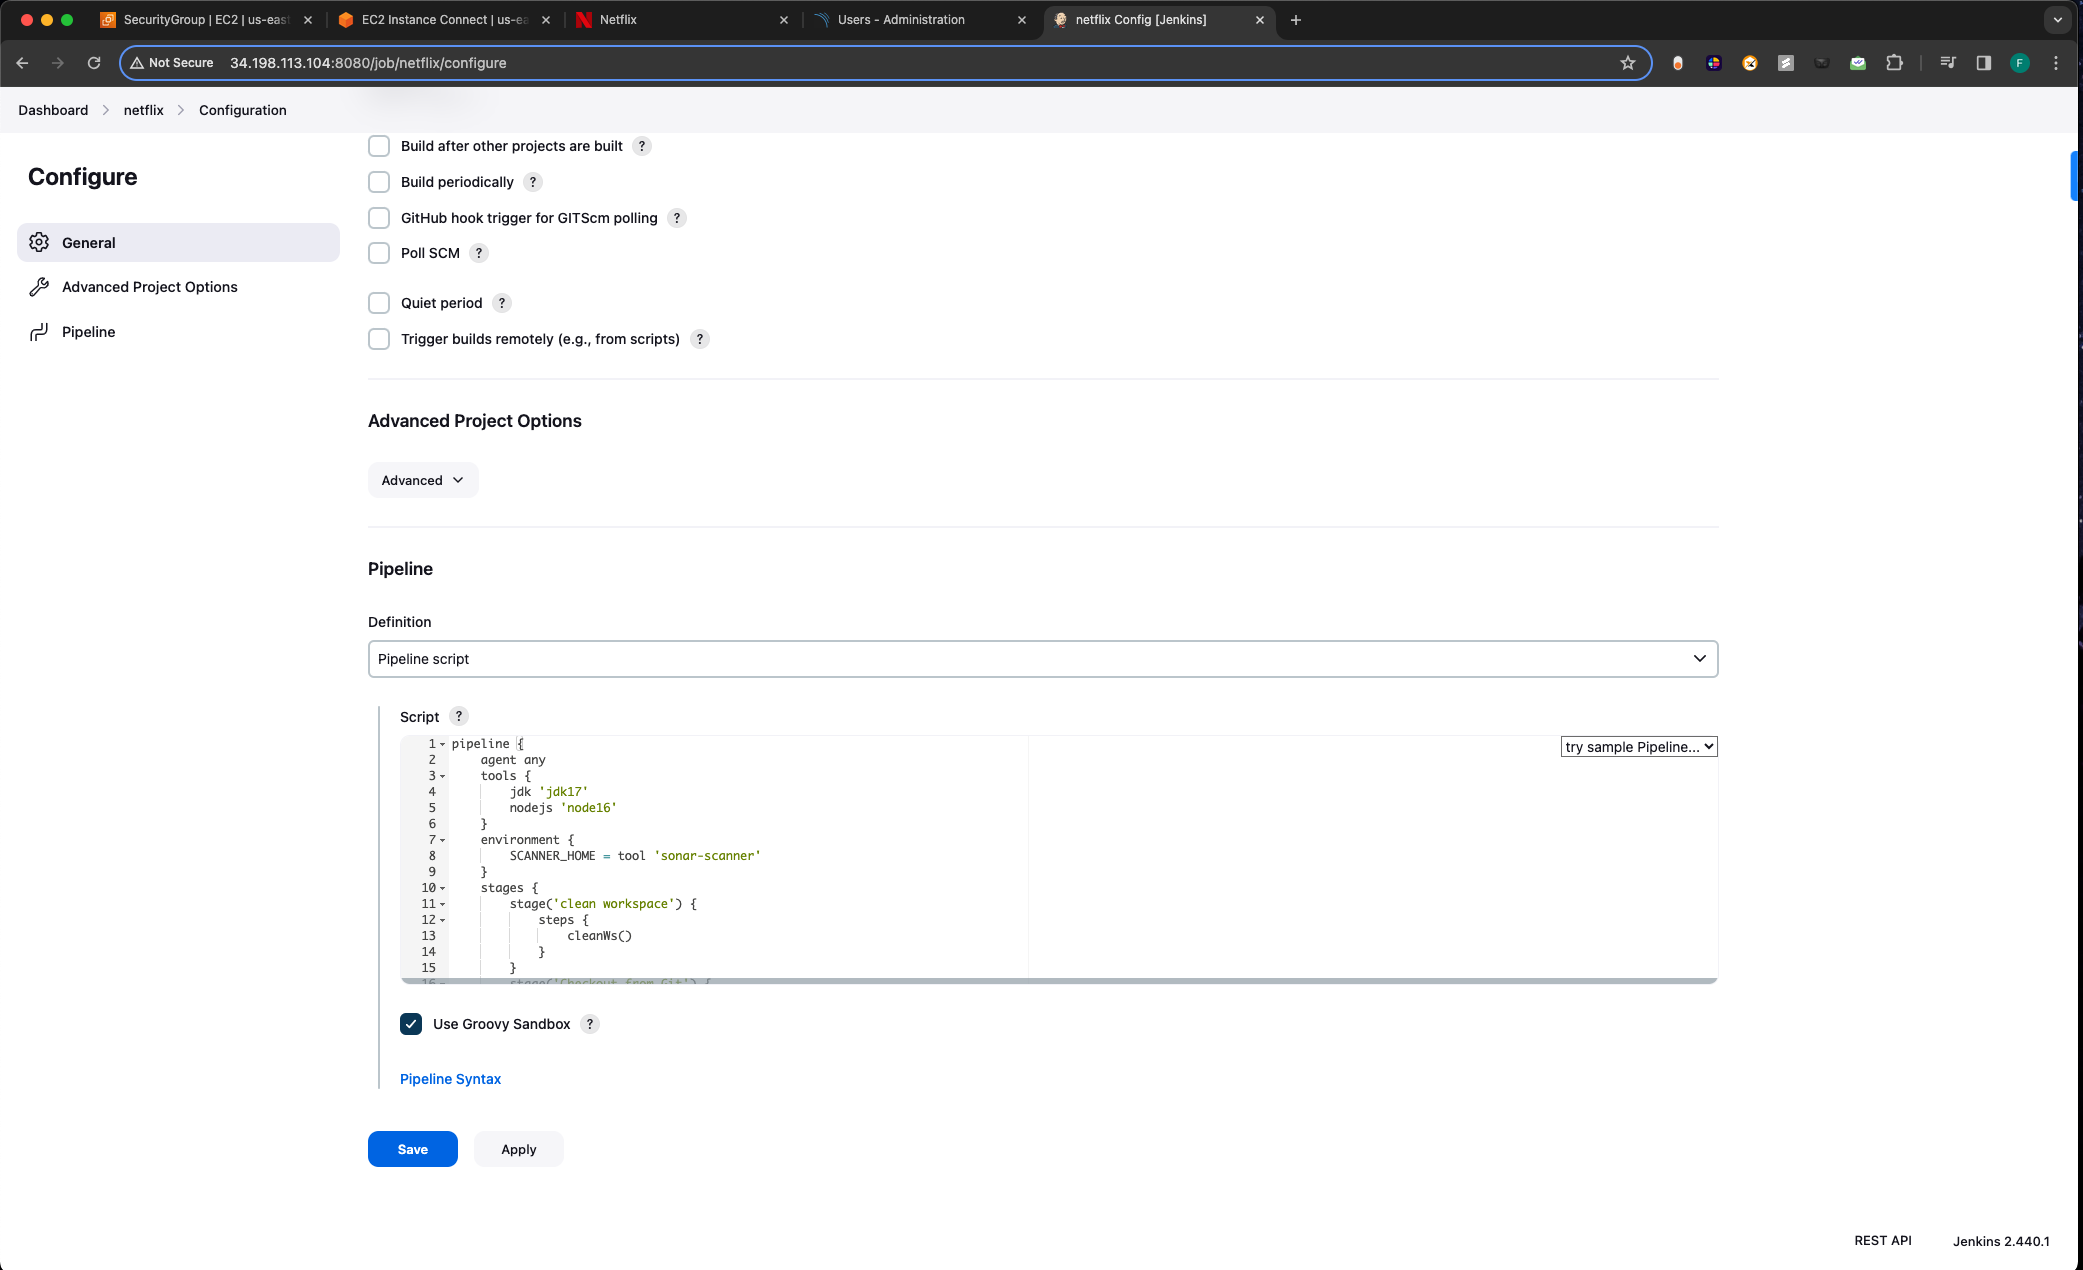 SecurityGroup | EC2 | us-eas
EC2 Instance Connect | us-ea
Netflix
Users - Administration
netflix Config [Jenkins]
Not Secure
34.198.113.104:8080/job/netflix/configure
F
Dashboard
netflix
Configuration
Configure
General
Advanced Project Options
Pipeline
Build after other projects are built ?
Build periodically ?
GitHub hook trigger for GITScm polling ?
Poll SCM ?
Quiet period ?
Trigger builds remotely (e.g., from scripts) ?
Advanced Project Options
Advanced
Pipeline
Definition
Pipeline script
Script ?
try sample Pipeline...
1 pipeline {
2 agent any
3 tools {
4 jdk 'jdk17'
5 nodejs 'node16'
6 }
7 environment {
8 SCANNER_HOME = tool 'sonar-scanner'
9 }
10 stages {
11 stage('clean workspace') {
12 steps {
13 cleanWs()
14 }
15 }
16 stage('Checkout from Git') {
Use Groovy Sandbox ?
Pipeline Syntax
Save
Apply
REST API
Jenkins 2.440.1